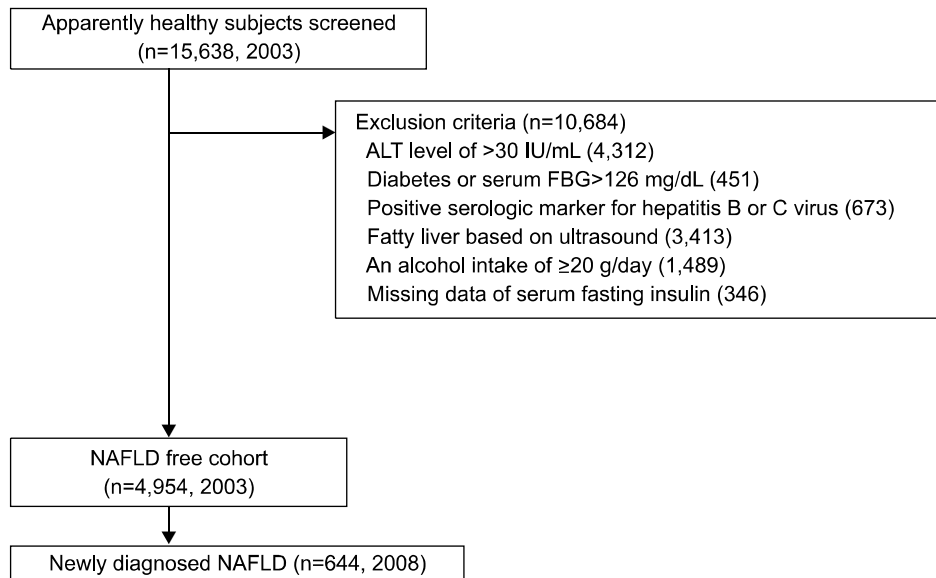 Apparently healthy subjects screened
(n=15,638, 2003)
Exclusion criteria (n=10,684)
ALT level of >30 IU/mL (4,312)
Diabetes or serum FBG>126 mg/dL (451)
Positive serologic marker for hepatitis B or C virus (673)
Fatty liver based on ultrasound (3,413)
An alcohol intake of ≥20 g/day (1,489)
Missing data of serum fasting insulin (346)
NAFLD free cohort
(n=4,954, 2003)
Newly diagnosed NAFLD (n=644, 2008)